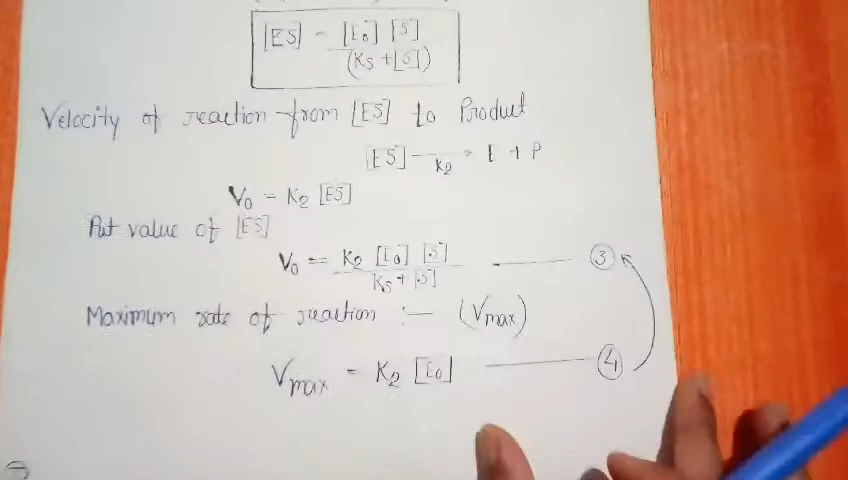 [ES] = [E₀] [S] / (Ks + [S])
Velocity of reaction from [ES] to Product
[ES] —K₂→ E + P
V₀ = K₂ [ES]
Put value of [ES]
V₀ = K₂ [E₀] [S] / Ks + [S] —— ③
Maximum rate of reaction :— (Vmax)
Vmax = K₂ [E₀] —— ④